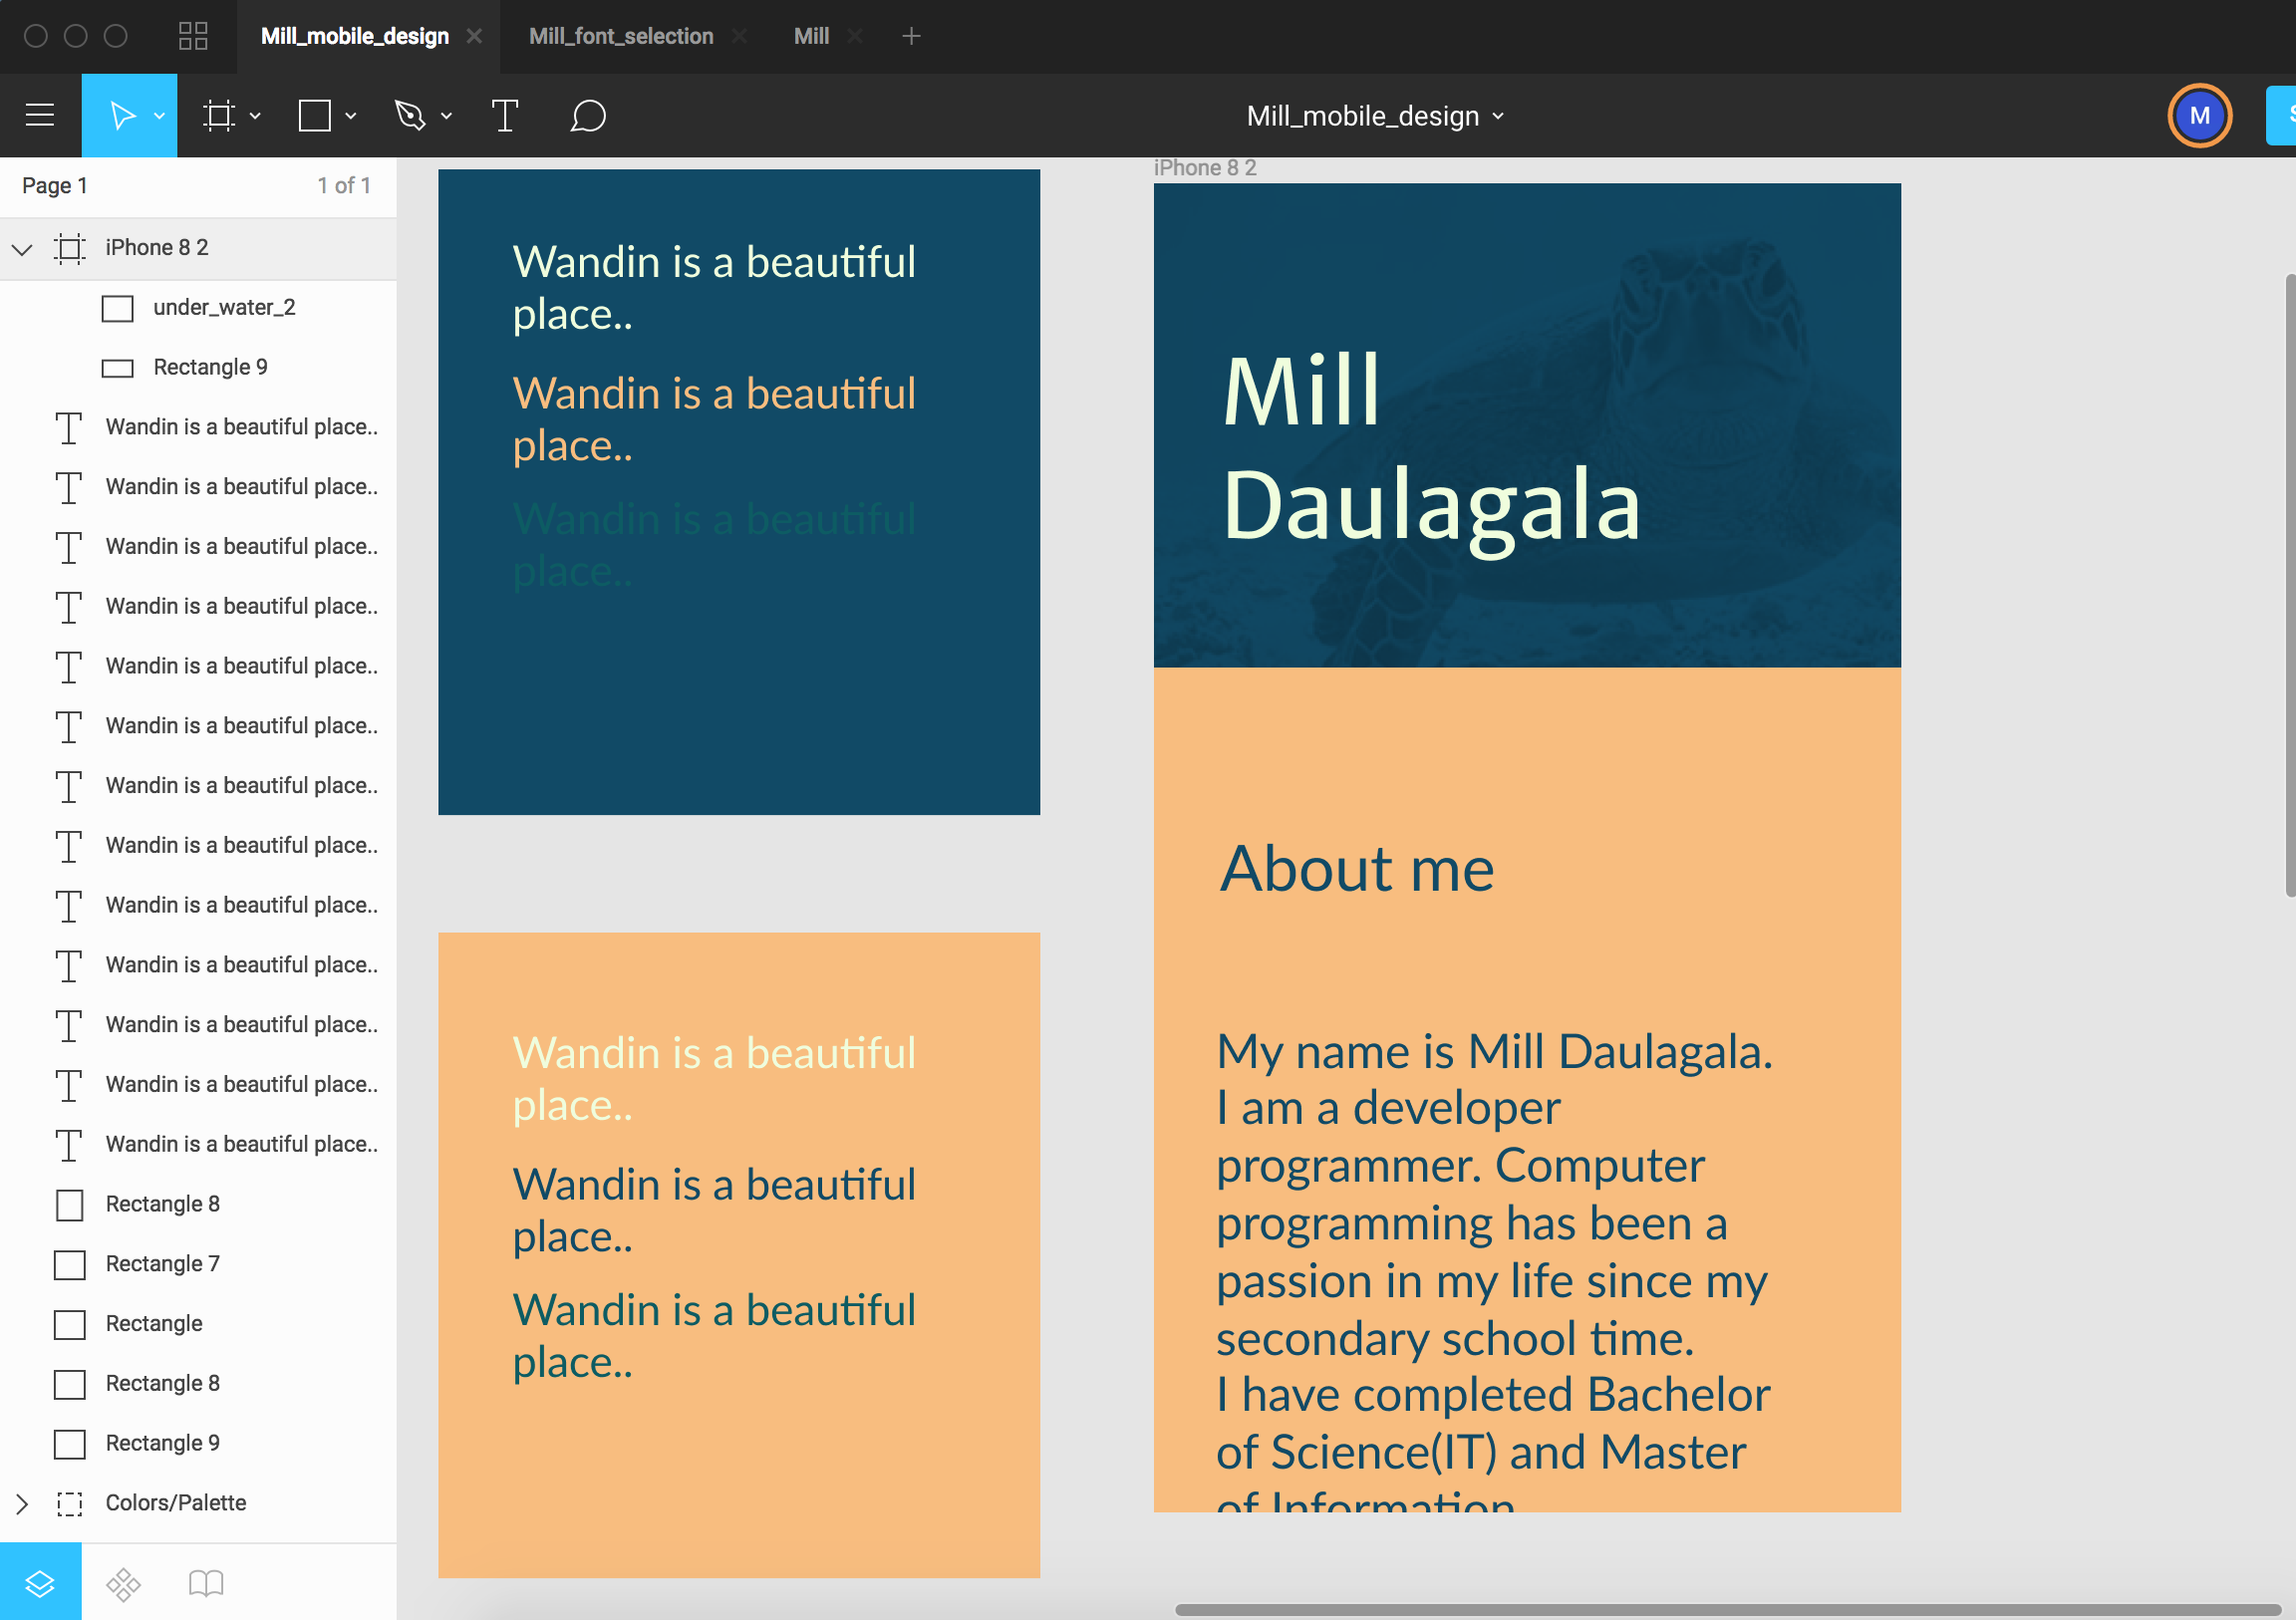 Mill_mobile_design
Mill_font_selection
Mill
Mill_mobile_design
M
Page 1
1 of 1
iPhone 8 2
under_water_2
Rectangle 9
Wandin is a beautiful place..
Wandin is a beautiful place..
Wandin is a beautiful place..
Wandin is a beautiful place..
Wandin is a beautiful place..
Wandin is a beautiful place..
Wandin is a beautiful place..
Wandin is a beautiful place..
Wandin is a beautiful place..
Wandin is a beautiful place..
Wandin is a beautiful place..
Wandin is a beautiful place..
Wandin is a beautiful place..
Rectangle 8
Rectangle 7
Rectangle
Rectangle 8
Rectangle 9
Colors/Palette
Wandin is a beautiful
place..
Wandin is a beautiful
place..
Wandin is a beautiful
place..
Wandin is a beautiful
place..
Wandin is a beautiful
place..
Wandin is a beautiful
place..
iPhone 8 2
Mill
Daulagala
About me
My name is Mill Daulagala.
I am a developer
programmer. Computer
programming has been a
passion in my life since my
secondary school time.
I have completed Bachelor
of Science(IT) and Master
of Information